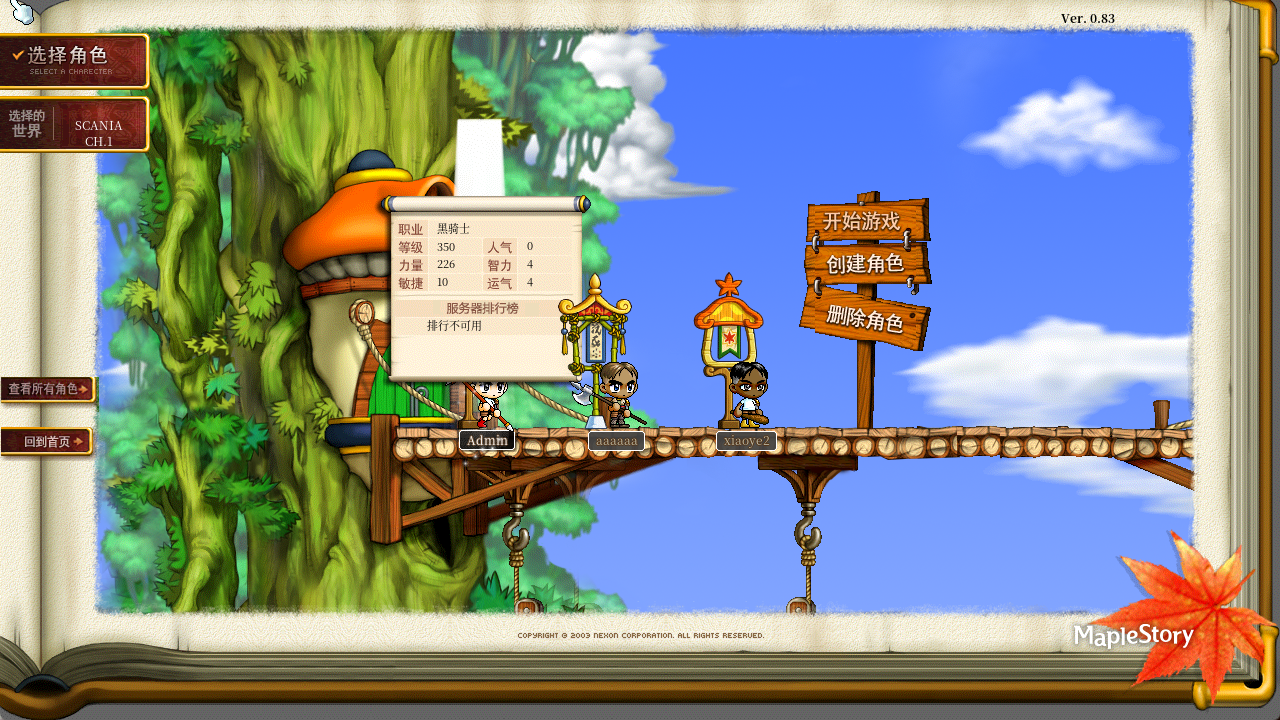 Ver. 0.83
选择角色
SELECT A CHARECTER
选择的
世界
SCANIA
CH.1
职业 黑骑士
等级 350 人气 0
力量 226 智力 4
敏捷 10 运气 4
服务器排行榜
排行不可用
开始游戏
创建角色
删除角色
查看所有角色
回到首页
Admin
aaaaaa
xiaoye2
COPYRIGHT @ 2003 NEXON CORPORATION. ALL RIGHTS RESERVED.
MapleStory